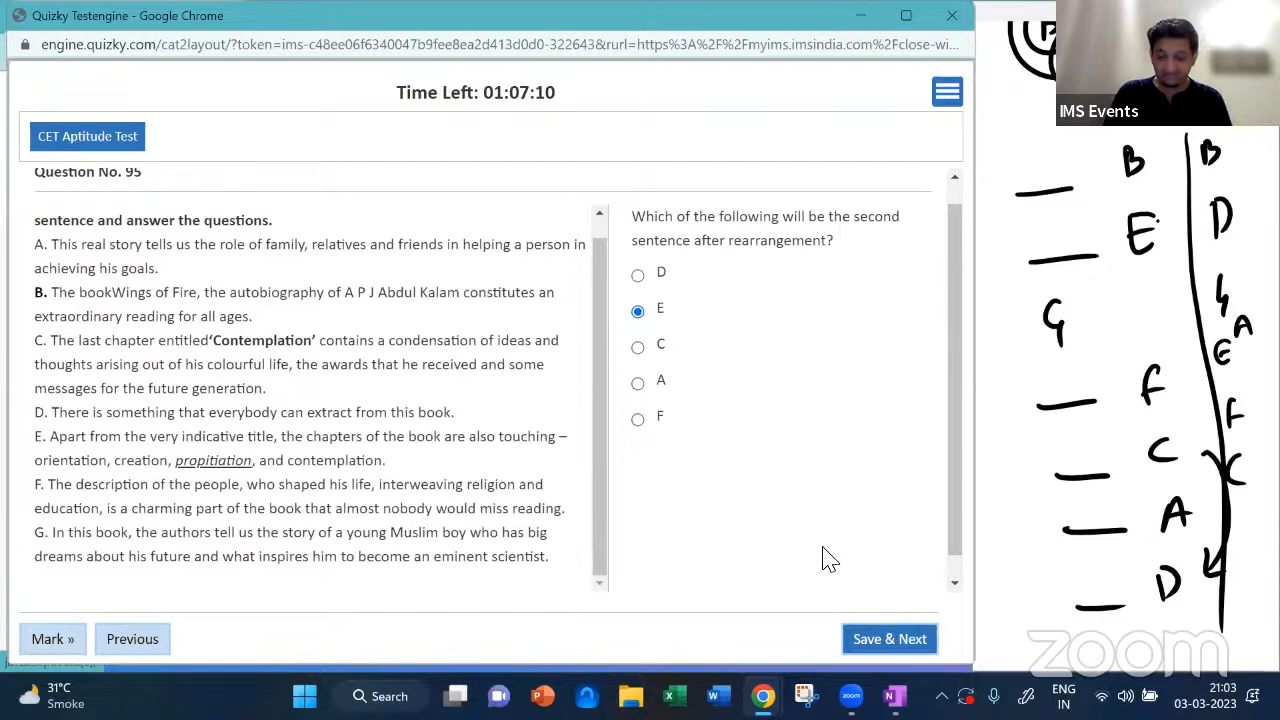 Quizky Testengine - Google Chrome
engine.quizky.com/cat2layout/?token=ims-c48ee06f6340047b9fee8ea2d413d0d0-322643&rurl=https%3A%2F%2Fmyims.imsindia.com%2Fclose-wi...
Time Left: 01:07:10
CET Aptitude Test
Question No. 95
sentence and answer the questions.
A. This real story tells us the role of family, relatives and friends in helping a person in
achieving his goals.
B. The bookWings of Fire, the autobiography of A P J Abdul Kalam constitutes an
extraordinary reading for all ages.
C. The last chapter entitled‘Contemplation’ contains a condensation of ideas and
thoughts arising out of his colourful life, the awards that he received and some
messages for the future generation.
D. There is something that everybody can extract from this book.
E. Apart from the very indicative title, the chapters of the book are also touching –
orientation, creation, propitiation, and contemplation.
F. The description of the people, who shaped his life, interweaving religion and
education, is a charming part of the book that almost nobody would miss reading.
G. In this book, the authors tell us the story of a young Muslim boy who has big
dreams about his future and what inspires him to become an eminent scientist.
Which of the following will be the second
sentence after rearrangement?
D
E
C
A
F
Mark »
Previous
Save & Next
IMS Events
B
E
G
F
C
A
D
B
D
G
A
E
F
C
zoom
31°C
Smoke
Search
zoom
ENG
IN
21:03
03-03-2023